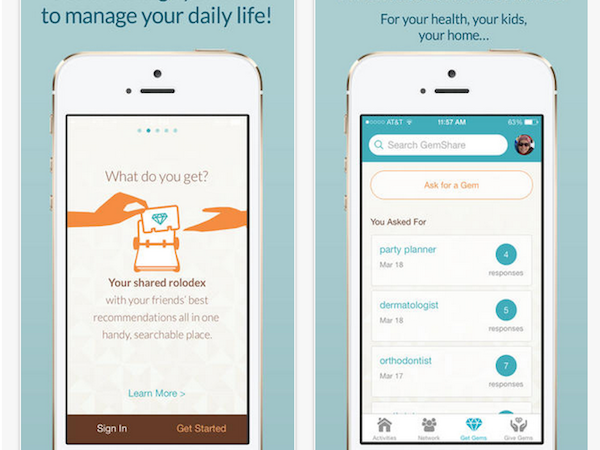 to manage your daily life!
What do you get?
Your shared rolodex
with your friends' best
recommendations all in one
handy, searchable place.
Learn More >
Sign In
Get Started
For your health, your kids,
your home...
AT&T
11:57 AM
63%
Search GemShare
Ask for a Gem
You Asked For
party planner
Mar 18
4
responses
dermatologist
Mar 18
5
responses
orthodontist
Mar 17
7
responses
Activities
Network
Get Gems
Give Gems